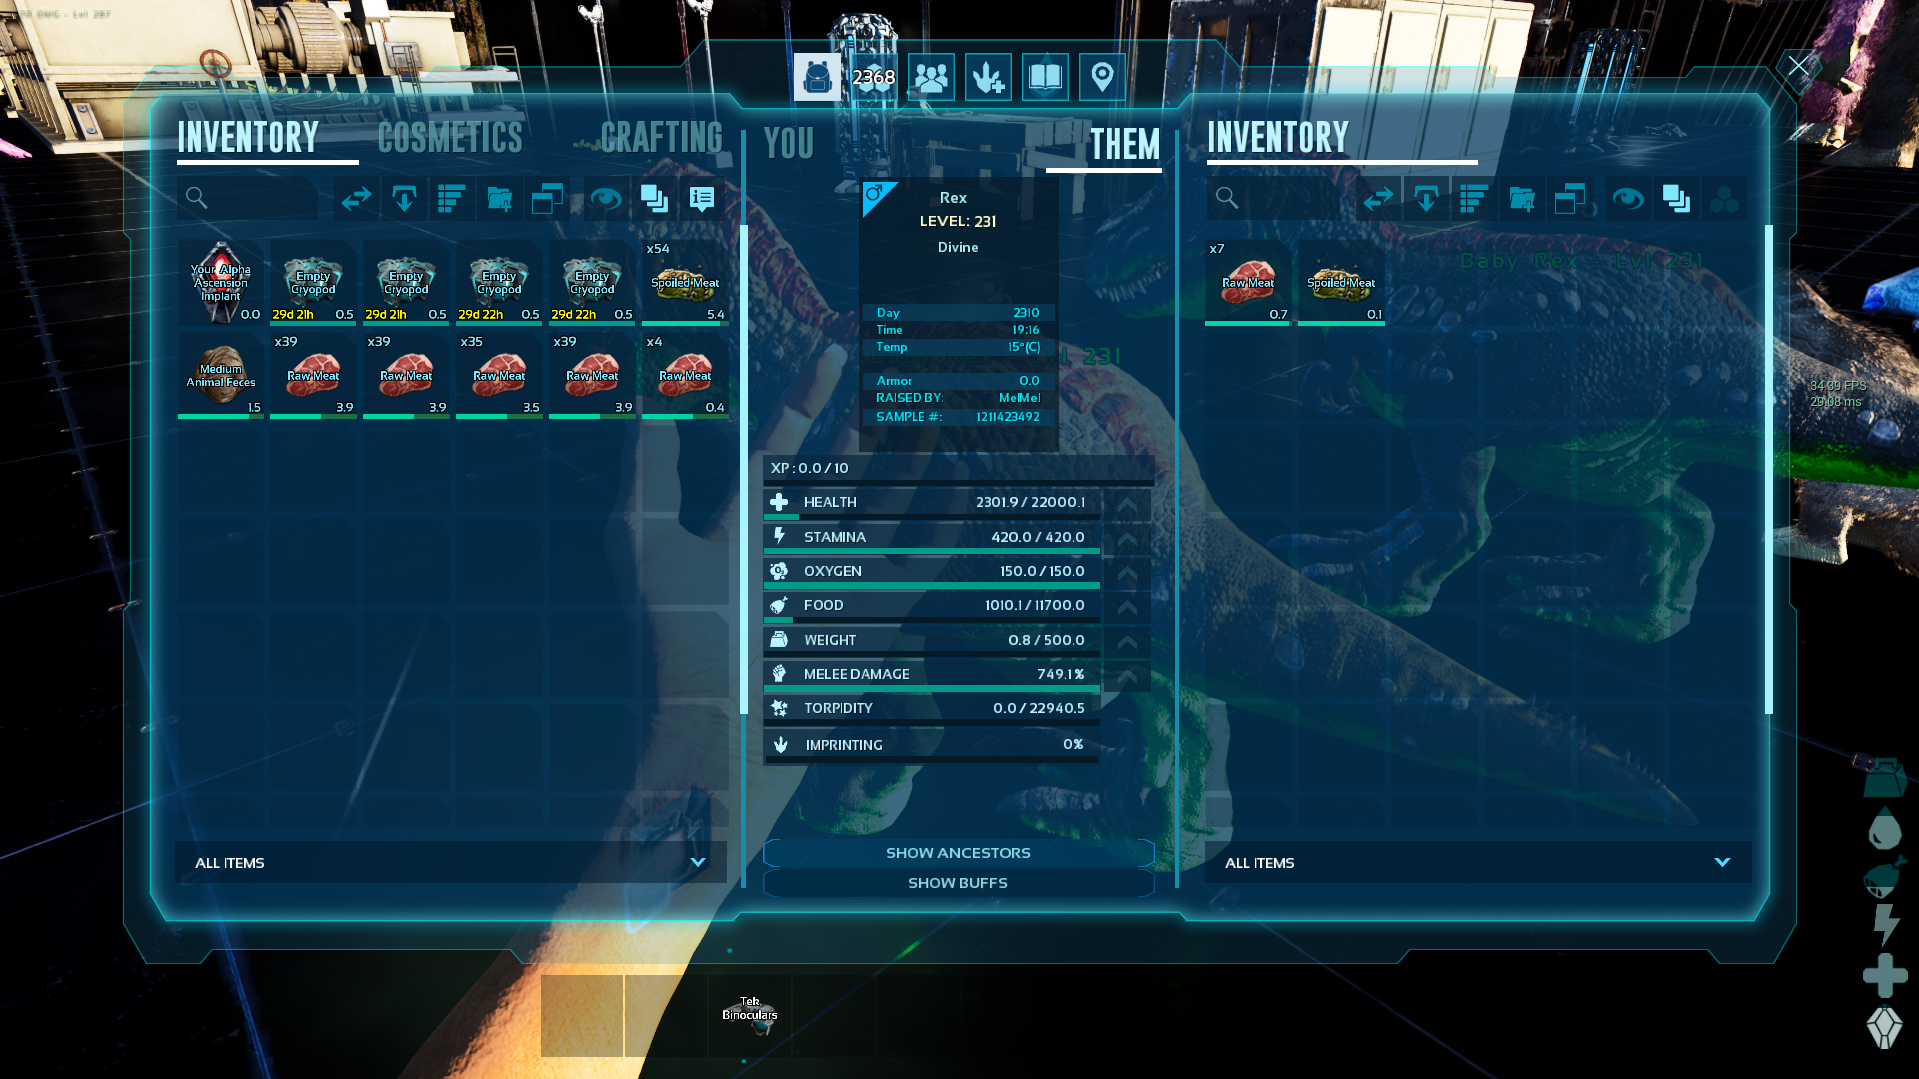 2368
INVENTORY COSMETICS CRAFTING
YOU THEM
INVENTORY
Rex
LEVEL: 231
Divine
Day 2310
Time 19:16
Temp 15°(C)
Armor 0.0
RAISED BY: MelMel
SAMPLE #: 1211423492
XP : 0.0 / 10
HEALTH 2301.9 / 22000.1
STAMINA 420.0 / 420.0
OXYGEN 150.0 / 150.0
FOOD 1010.1 / 11700.0
WEIGHT 0.8 / 500.0
MELEE DAMAGE 749.1%
TORPIDITY 0.0 / 22940.5
IMPRINTING 0%
SHOW ANCESTORS
SHOW BUFFS
Your Alpha
Ascension
Implant
0.0
Empty
Cryopod
29d 21h 0.5
Empty
Cryopod
29d 21h 0.5
Empty
Cryopod
29d 22h 0.5
Empty
Cryopod
29d 22h 0.5
x54
Spoiled Meat
5.4
Medium
Animal Feces
1.5
x39
Raw Meat
3.9
x39
Raw Meat
3.9
x35
Raw Meat
3.5
x39
Raw Meat
3.9
x4
Raw Meat
0.4
ALL ITEMS
x7
Raw Meat
0.7
Spoiled Meat
0.1
Baby Rex - Lvl 231
231
34.39 FPS
29.08 ms
ALL ITEMS
Tek
Binoculars